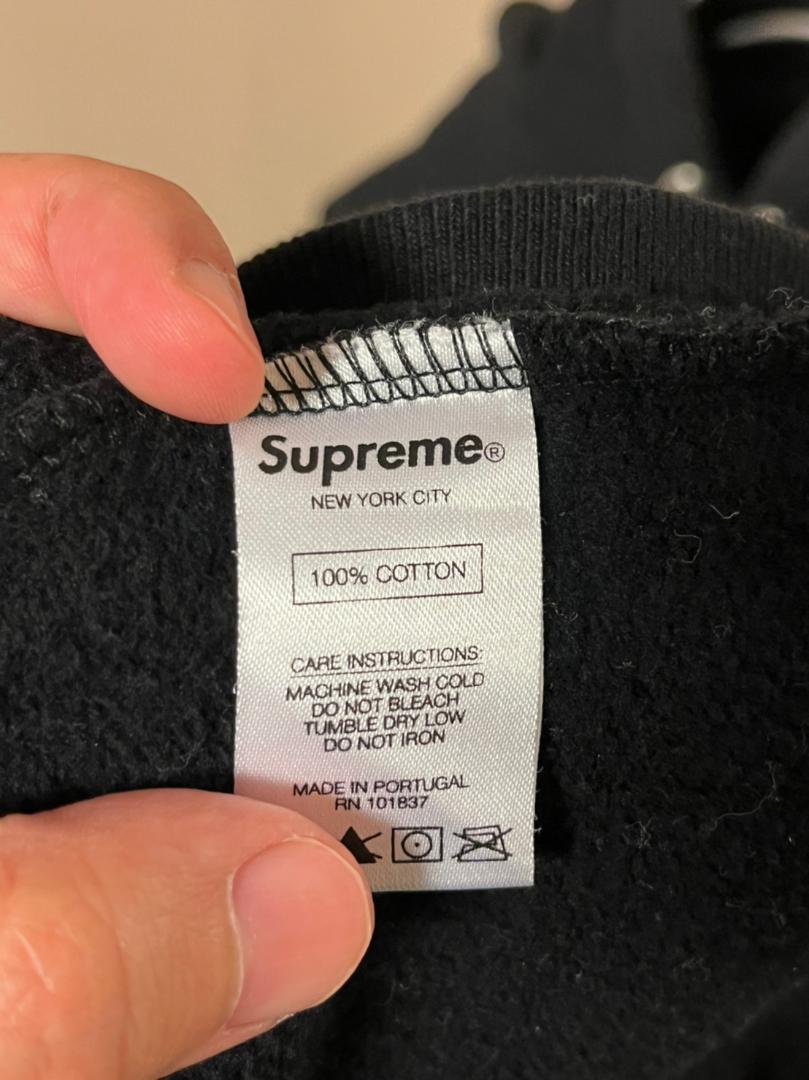 Supreme®
NEW YORK CITY
100% COTTON
CARE INSTRUCTIONS:
MACHINE WASH COLD
DO NOT BLEACH
TUMBLE DRY LOW
DO NOT IRON
MADE IN PORTUGAL
RN 101837